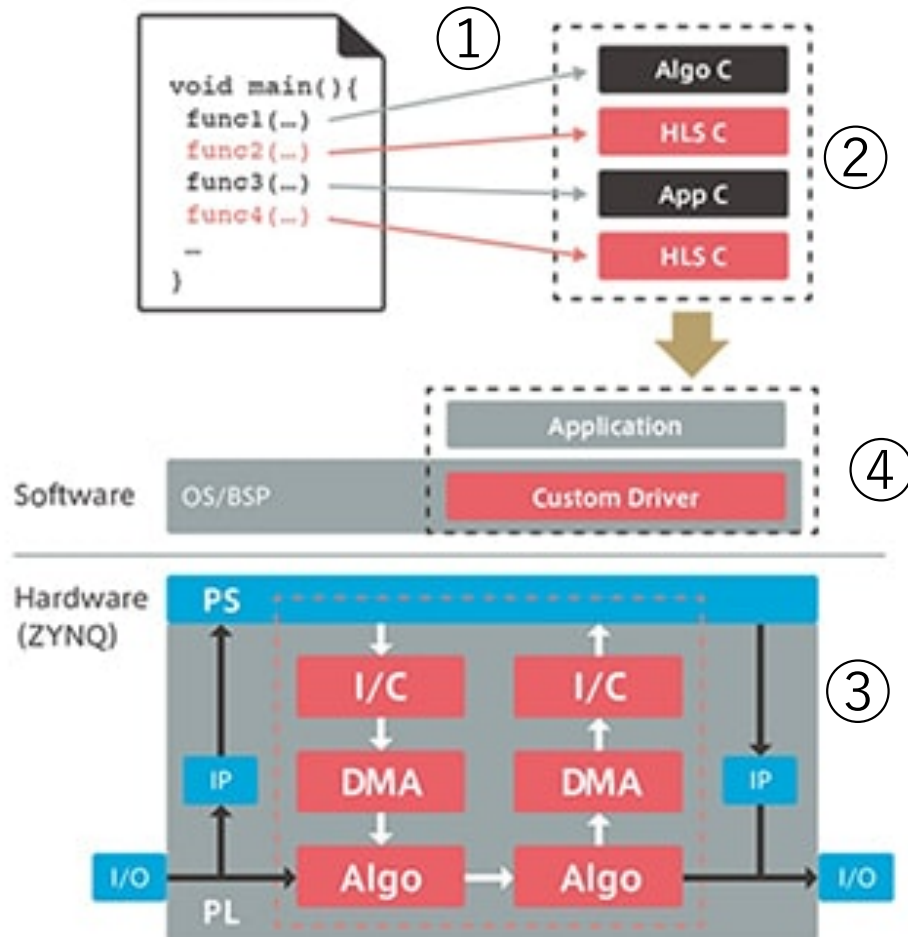 ①
void main(){
func1(…)
func2(…)
func3(…)
func4(…)
…
}
Algo C
HLS C
App C
HLS C
②
Application
④
Software
OS/BSP
Custom Driver
Hardware
(ZYNQ)
PS
I/C
I/C
③
IP
DMA
DMA
IP
I/O
Algo
Algo
I/O
PL